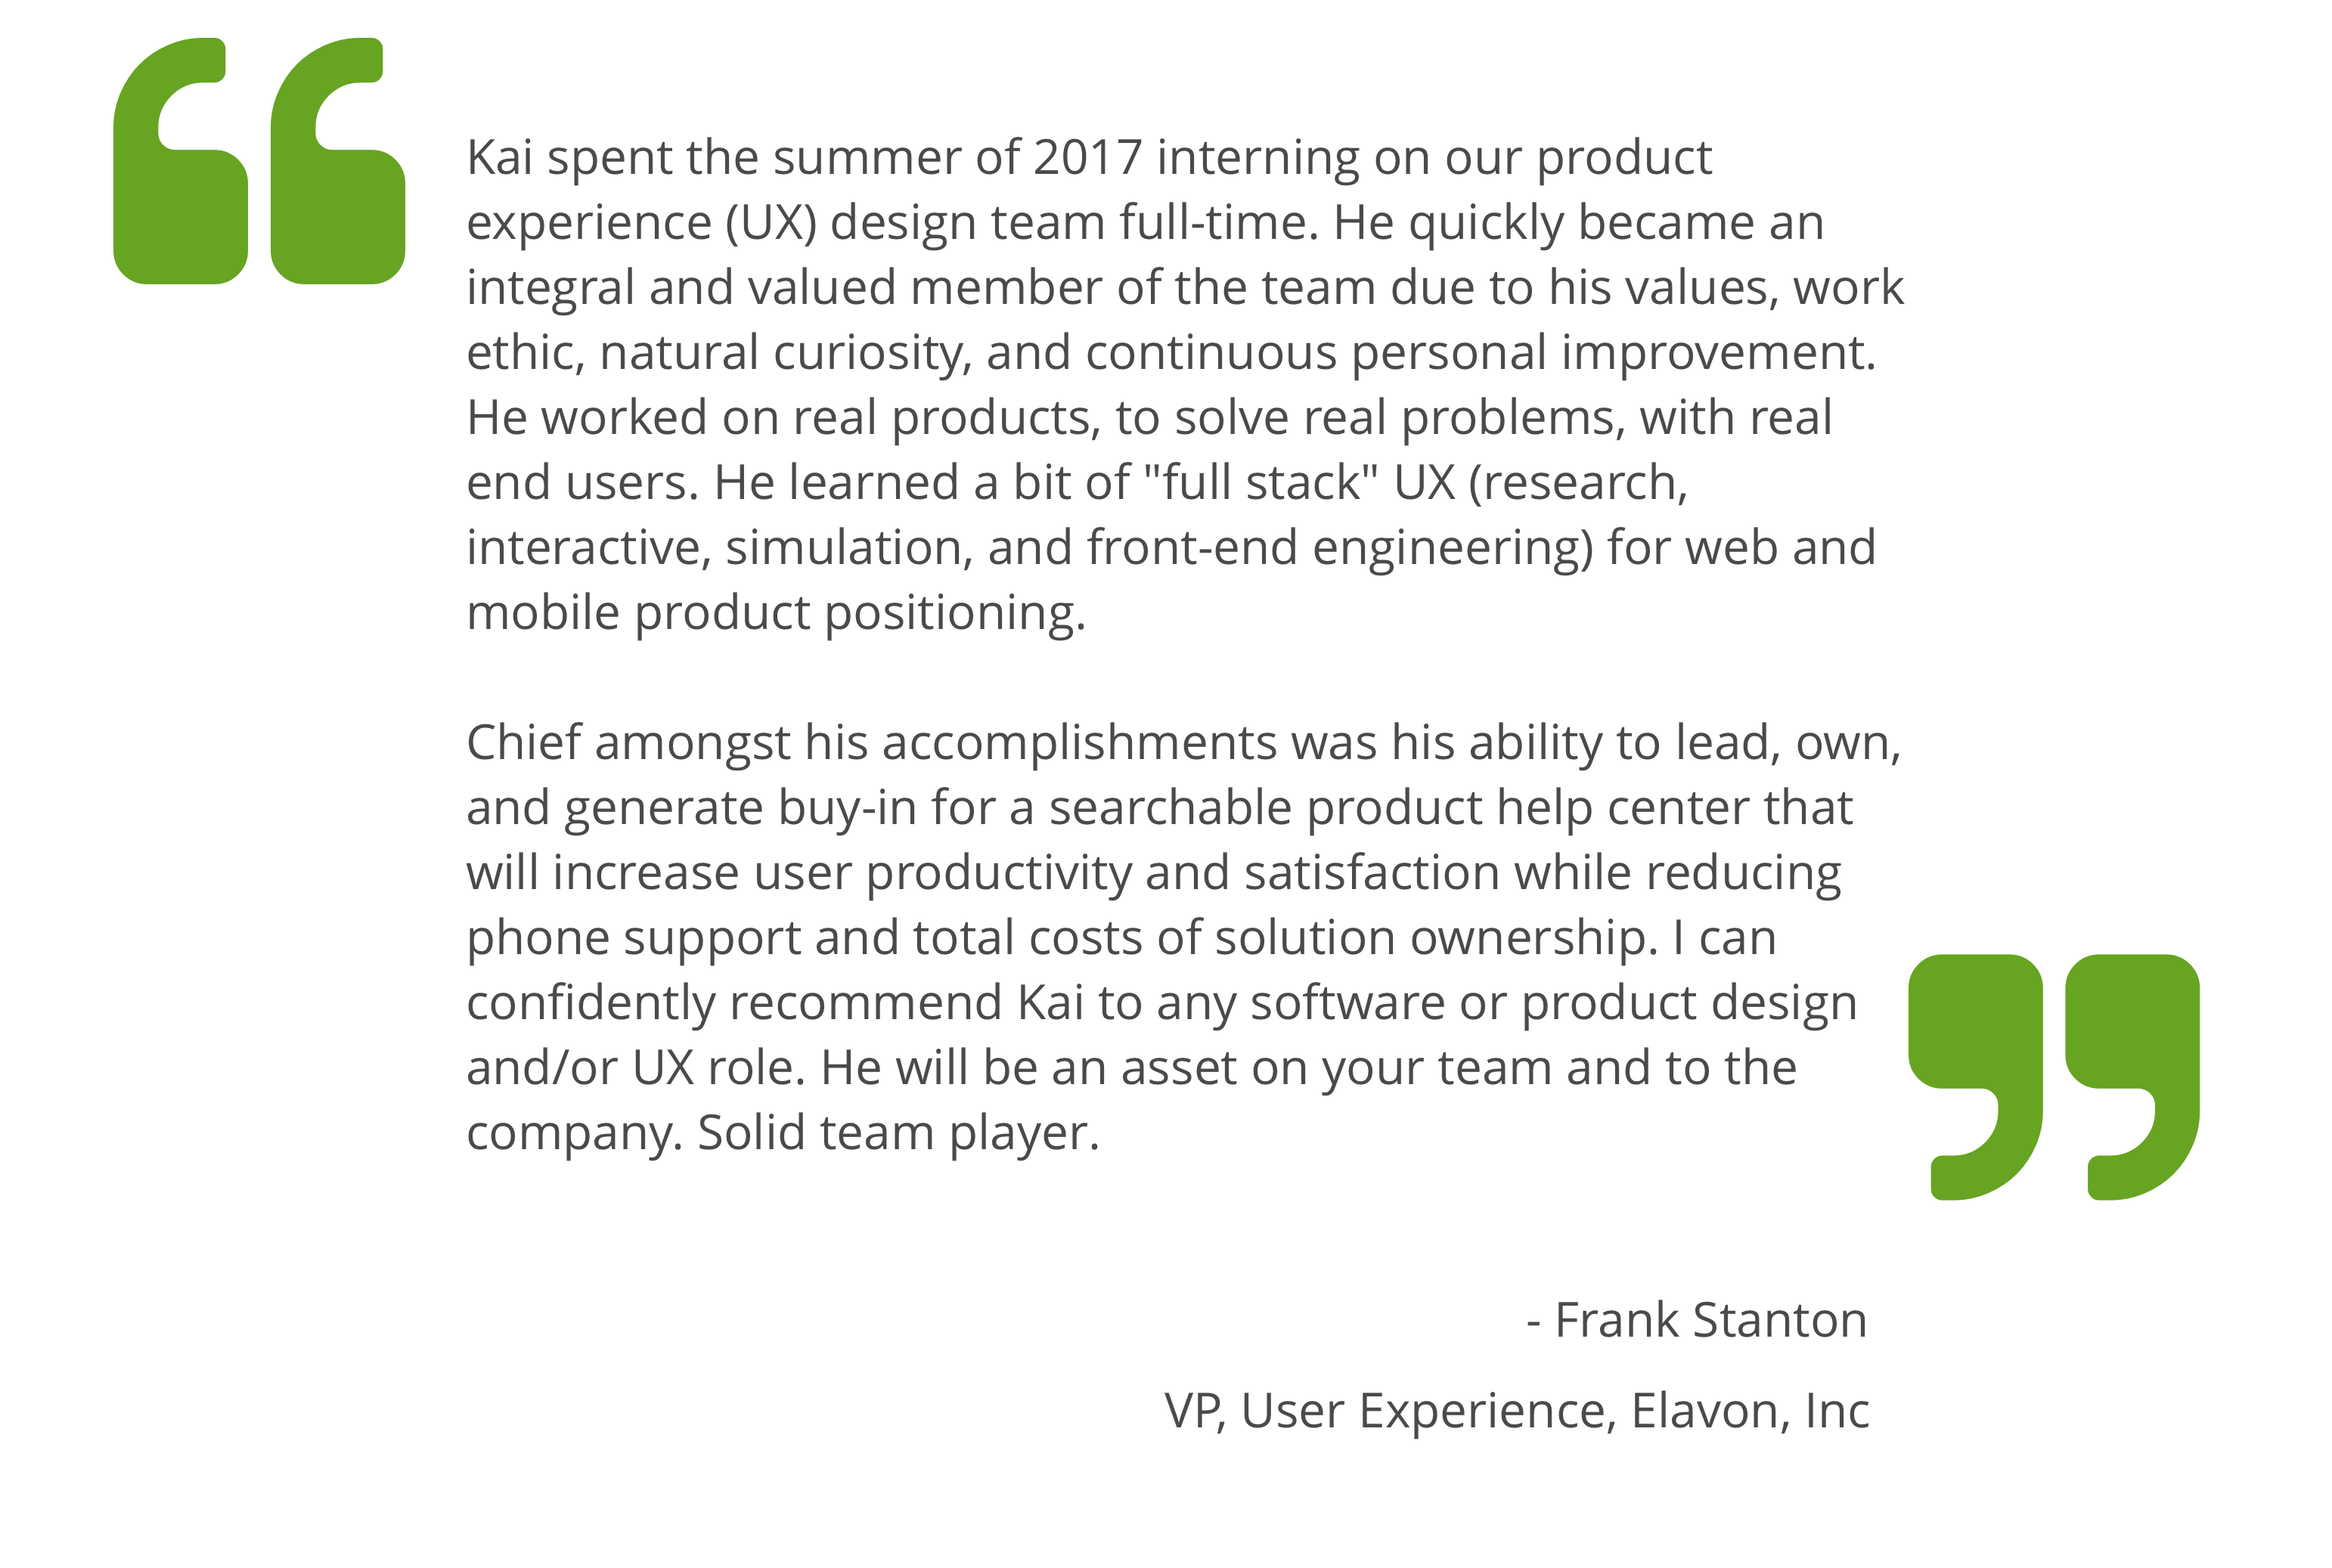 Kai spent the summer of 2017 interning on our product
experience (UX) design team full-time. He quickly became an
integral and valued member of the team due to his values, work
ethic, natural curiosity, and continuous personal improvement.
He worked on real products, to solve real problems, with real
end users. He learned a bit of "full stack" UX (research,
interactive, simulation, and front-end engineering) for web and
mobile product positioning.
Chief amongst his accomplishments was his ability to lead, own,
and generate buy-in for a searchable product help center that
will increase user productivity and satisfaction while reducing
phone support and total costs of solution ownership. I can
confidently recommend Kai to any software or product design
and/or UX role. He will be an asset on your team and to the
company. Solid team player.
- Frank Stanton
VP, User Experience, Elavon, Inc